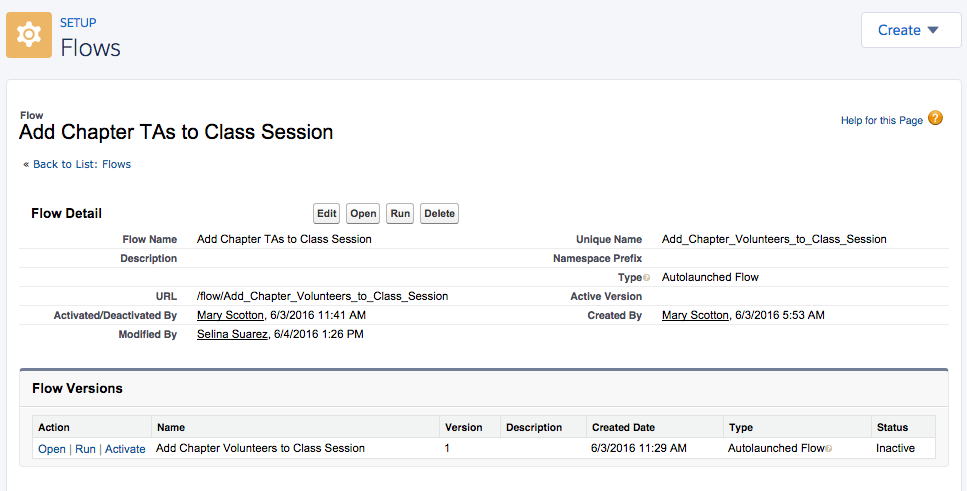 SETUP
Flows
Create
Flow
Add Chapter TAs to Class Session
Help for this Page ?
« Back to List: Flows
Flow Detail Edit Open Run Delete
Flow Name Add Chapter TAs to Class Session Unique Name Add_Chapter_Volunteers_to_Class_Session
Description Namespace Prefix
Type ? Autolaunched Flow
URL /flow/Add_Chapter_Volunteers_to_Class_Session Active Version
Activated/Deactivated By Mary Scotton, 6/3/2016 11:41 AM Created By Mary Scotton, 6/3/2016 5:53 AM
Modified By Selina Suarez, 6/4/2016 1:26 PM
Flow Versions
Action Name Version Description Created Date Type Status
Open | Run | Activate Add Chapter Volunteers to Class Session 1 6/3/2016 11:29 AM Autolaunched Flow ? Inactive